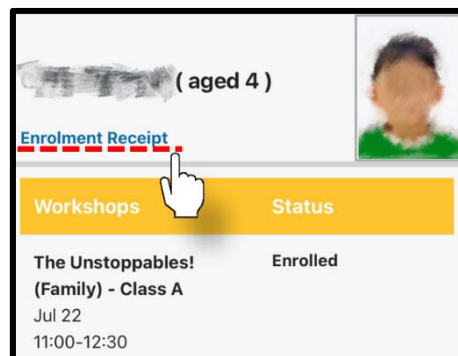 ( aged 4 )
Enrolment Receipt
Workshops Status
The Unstoppables! Enrolled
(Family) - Class A
Jul 22
11:00-12:30